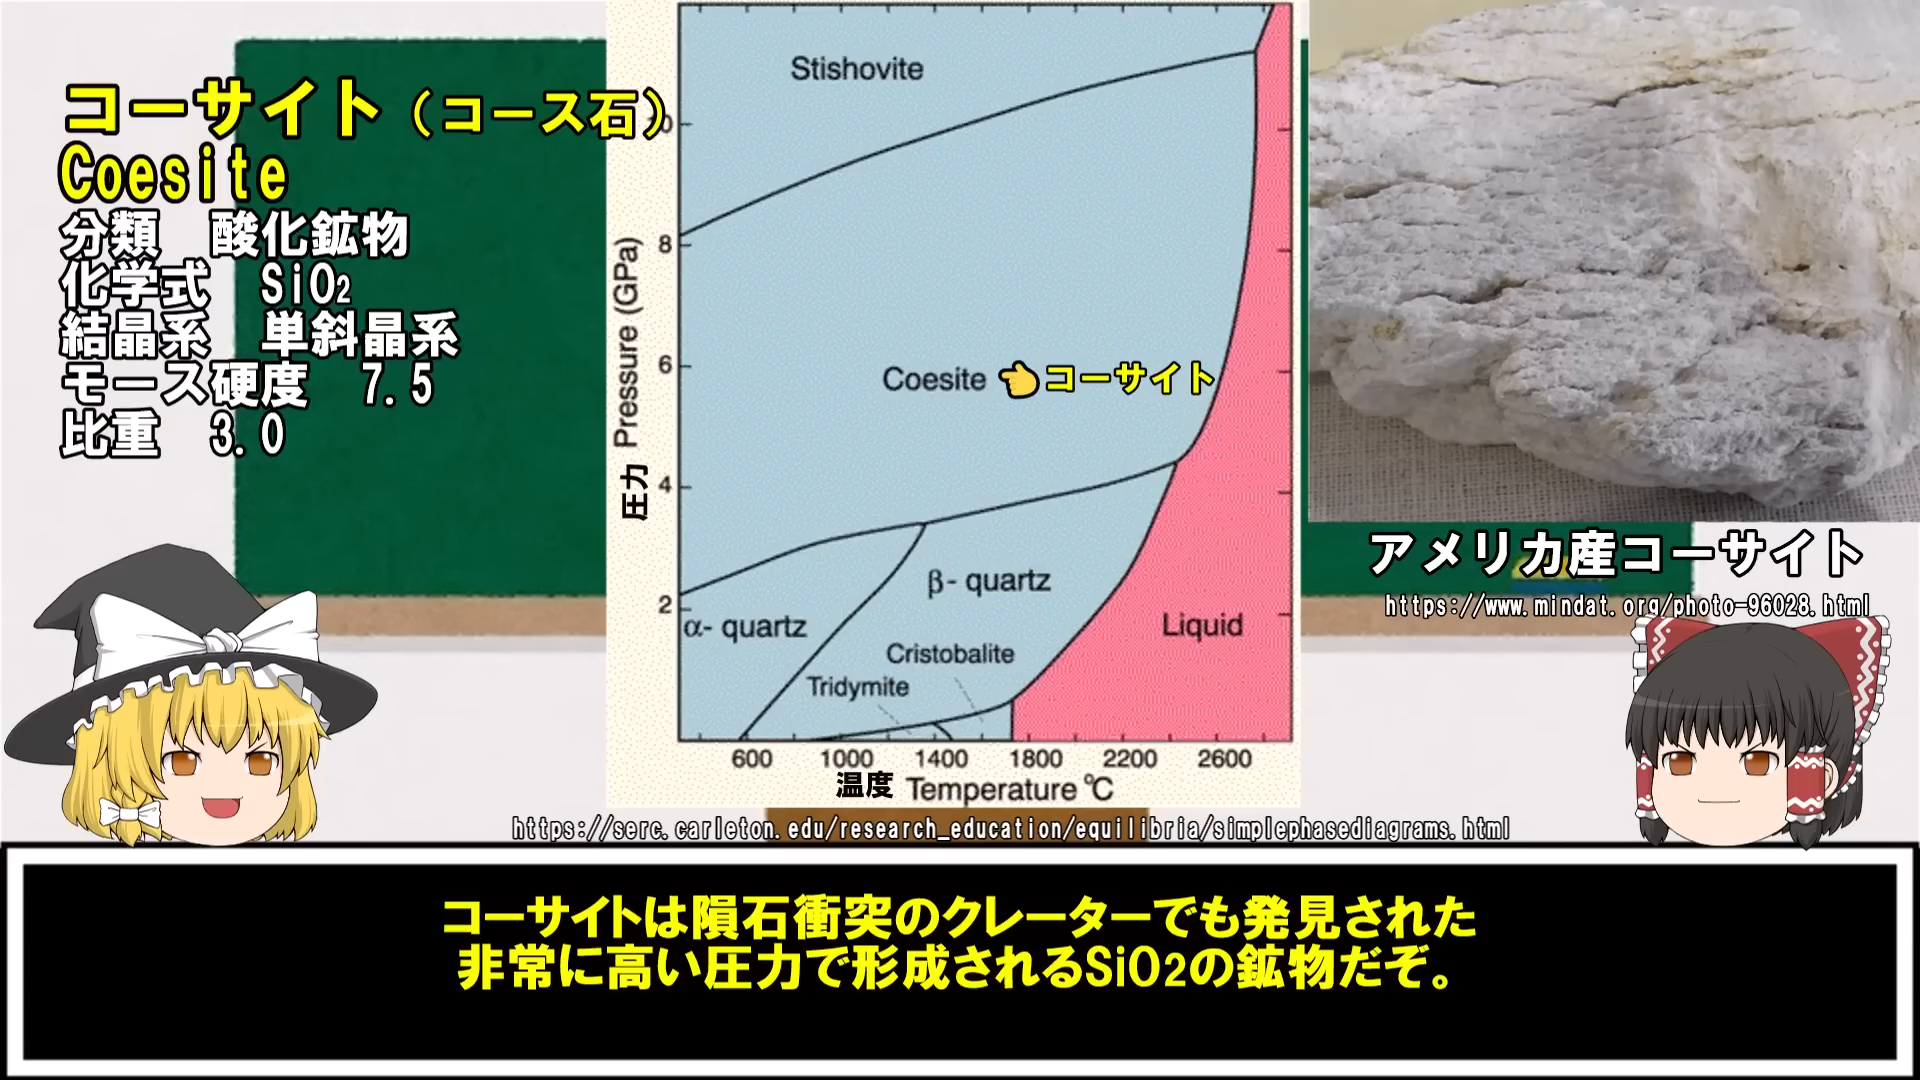 コーサイト（コース石）
Coesite
分類　酸化鉱物
化学式　SiO2
結晶系　単斜晶系
モース硬度　7.5
比重　3.0
Stishovite
8
6
4
2
圧力 Pressure (GPa)
Coesite 👈コーサイト
β- quartz
α- quartz
Cristobalite
Tridymite
Liquid
600 1000 1400 1800 2200 2600
温度 Temperature ℃
https://serc.carleton.edu/research_education/equilibria/simplephasediagrams.html
アメリカ産コーサイト
https://www.mindat.org/photo-96028.html
コーサイトは隕石衝突のクレーターでも発見された
非常に高い圧力で形成されるSiO2の鉱物だぞ。